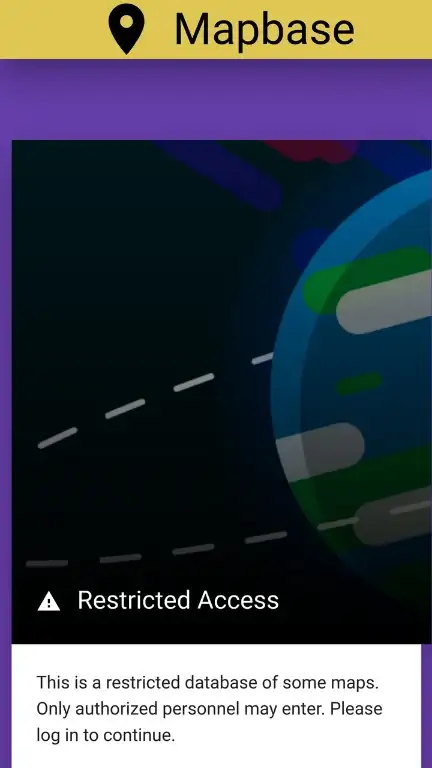 Mapbase
Restricted Access
This is a restricted database of some maps.
Only authorized personnel may enter. Please
log in to continue.